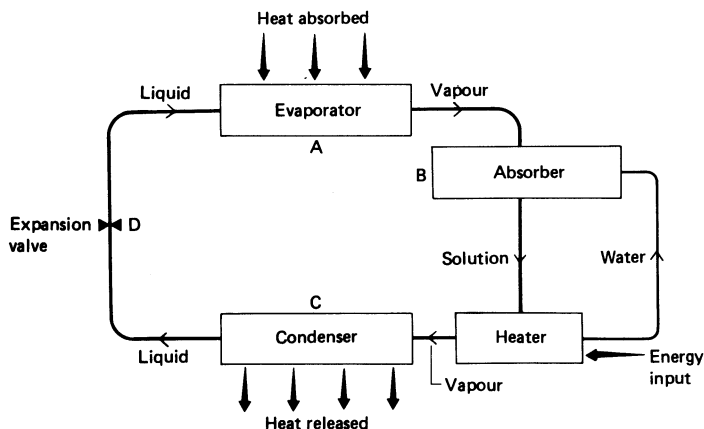 Heat absorbed
Liquid
Evaporator
Vapour
A
B
Absorber
Expansion
valve
D
Solution
Water
C
Condenser
Heater
Liquid
Vapour
Energy
input
Heat released